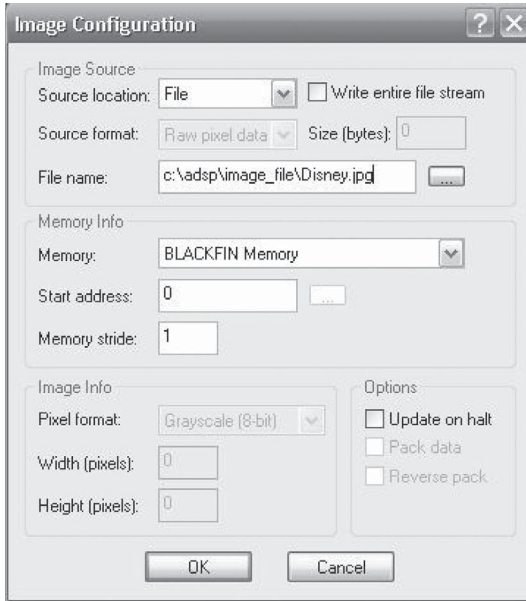 Image Configuration
Image Source
Source location: File Write entire file stream
Source format: Raw pixel data Size (bytes): 0
File name: c:\adsp\image_file\Disney.jpg ...
Memory Info
Memory: BLACKFIN Memory
Start address: 0 ...
Memory stride: 1
Image Info
Pixel format: Grayscale (8-bit)
Width (pixels): 0
Height (pixels): 0
Options
Update on halt
Pack data
Reverse pack
OK Cancel